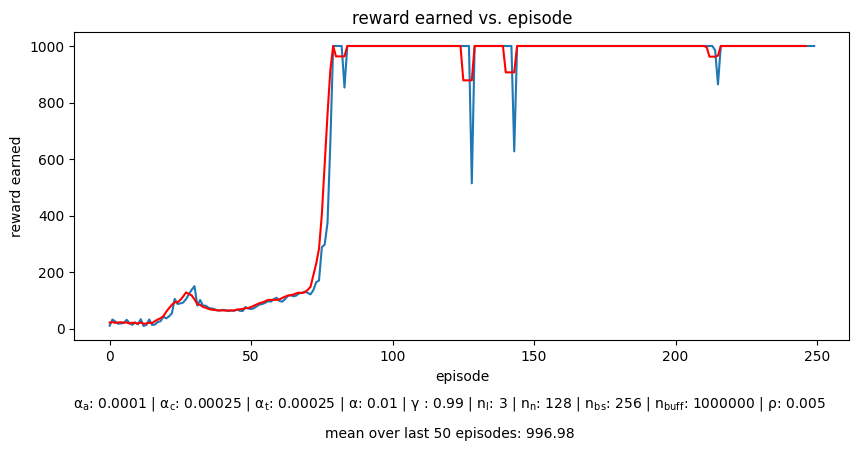 reward earned vs. episode
1000
800
600
400
200
0
reward earned
0 50 100 150 200 250
episode
αa: 0.0001 | αc: 0.00025 | αt: 0.00025 | α: 0.01 | γ : 0.99 | nl: 3 | nn: 128 | nbs: 256 | nbuff: 1000000 | ρ: 0.005
mean over last 50 episodes: 996.98